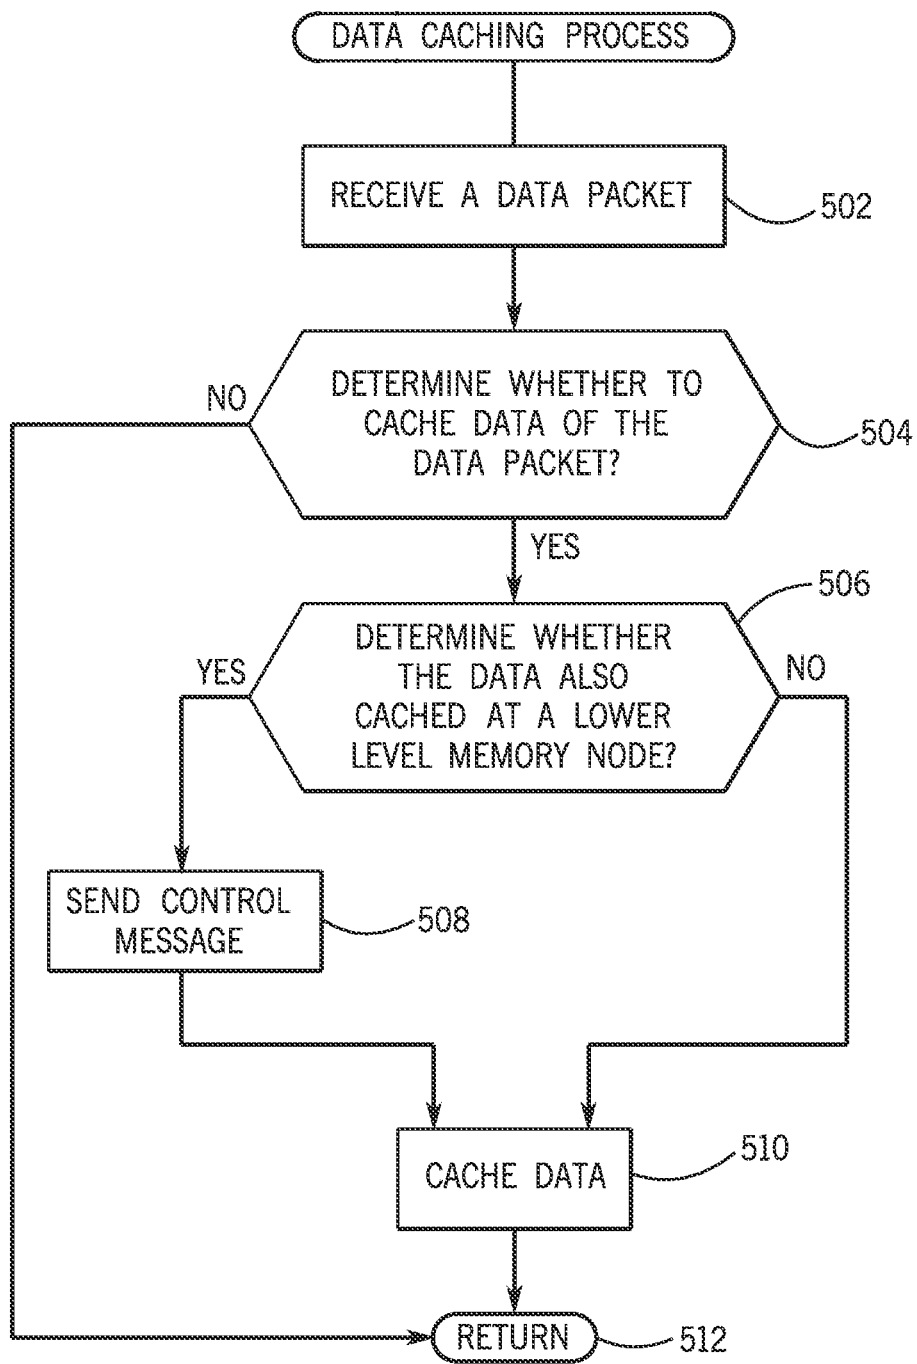 DATA CACHING PROCESS
RECEIVE A DATA PACKET
502
NO
DETERMINE WHETHER TO
CACHE DATA OF THE
DATA PACKET?
504
YES
506
DETERMINE WHETHER
THE DATA ALSO
CACHED AT A LOWER
LEVEL MEMORY NODE?
YES
NO
SEND CONTROL
MESSAGE
508
CACHE DATA
510
RETURN
512